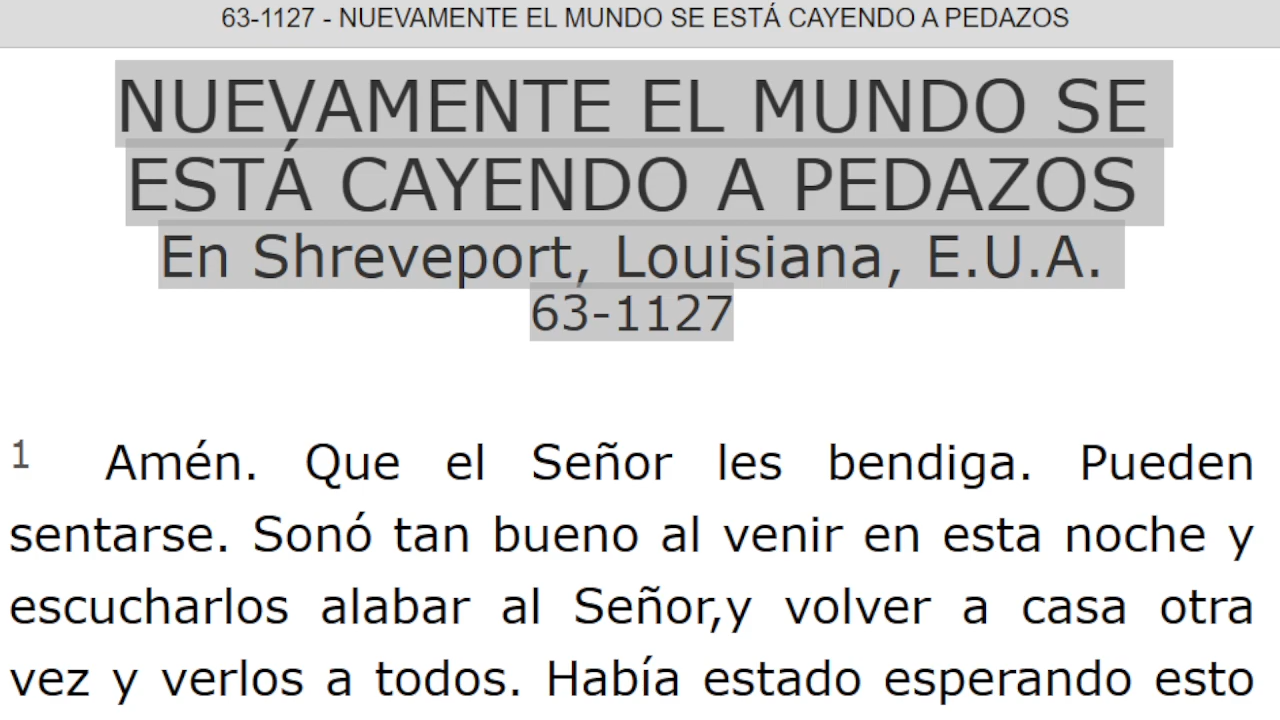 63-1127 - NUEVAMENTE EL MUNDO SE ESTÁ CAYENDO A PEDAZOS
NUEVAMENTE EL MUNDO SE
ESTÁ CAYENDO A PEDAZOS
En Shreveport, Louisiana, E.U.A.
63-1127
1 Amén. Que el Señor les bendiga. Pueden
sentarse. Sonó tan bueno al venir en esta noche y
escucharlos alabar al Señor,y volver a casa otra
vez y verlos a todos. Había estado esperando esto